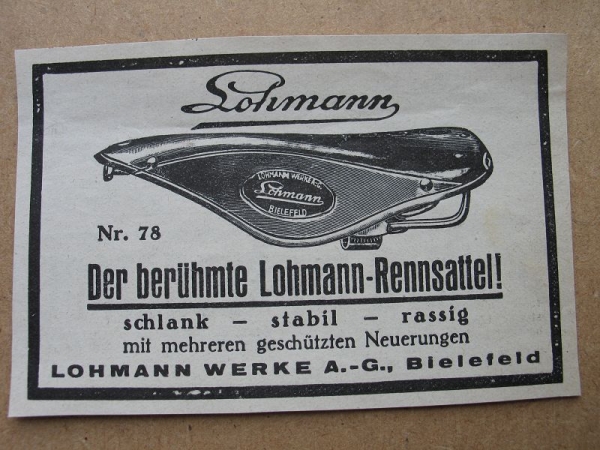 Lohmann
LOHMANN WERKE A.G.
Lohmann
BIELEFELD
Nr. 78
Der berühmte Lohmann-Rennsattel!
schlank – stabil – rassig
mit mehreren geschützten Neuerungen
LOHMANN WERKE A.-G., Bielefeld